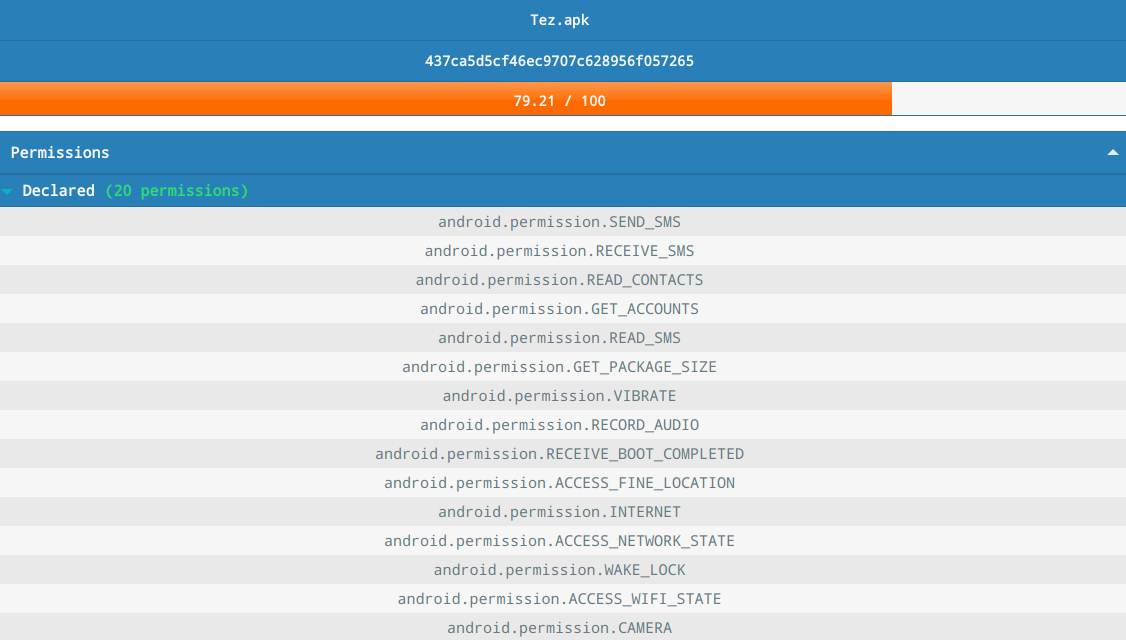 Tez.apk
437ca5d5cf46ec9707c628956f057265
79.21 / 100
Permissions
Declared (20 permissions)
android.permission.SEND_SMS
android.permission.RECEIVE_SMS
android.permission.READ_CONTACTS
android.permission.GET_ACCOUNTS
android.permission.READ_SMS
android.permission.GET_PACKAGE_SIZE
android.permission.VIBRATE
android.permission.RECORD_AUDIO
android.permission.RECEIVE_BOOT_COMPLETED
android.permission.ACCESS_FINE_LOCATION
android.permission.INTERNET
android.permission.ACCESS_NETWORK_STATE
android.permission.WAKE_LOCK
android.permission.ACCESS_WIFI_STATE
android.permission.CAMERA